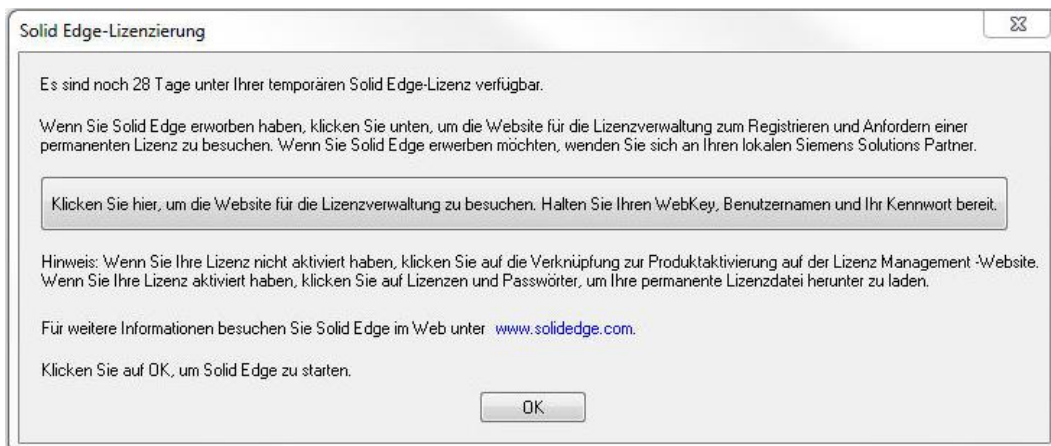 Solid Edge-Lizenzierung
Es sind noch 28 Tage unter Ihrer temporären Solid Edge-Lizenz verfügbar.
Wenn Sie Solid Edge erworben haben, klicken Sie unten, um die Website für die Lizenzverwaltung zum Registrieren und Anfordern einer
permanenten Lizenz zu besuchen. Wenn Sie Solid Edge erwerben möchten, wenden Sie sich an Ihren lokalen Siemens Solutions Partner.
Klicken Sie hier, um die Website für die Lizenzverwaltung zu besuchen. Halten Sie Ihren WebKey, Benutzernamen und Ihr Kennwort bereit.
Hinweis: Wenn Sie Ihre Lizenz nicht aktiviert haben, klicken Sie auf die Verknüpfung zur Produktaktivierung auf der Lizenz Management -Website.
Wenn Sie Ihre Lizenz aktiviert haben, klicken Sie auf Lizenzen und Passwörter, um Ihre permanente Lizenzdatei herunter zu laden.
Für weitere Informationen besuchen Sie Solid Edge im Web unter www.solidedge.com.
Klicken Sie auf OK, um Solid Edge zu starten.
OK